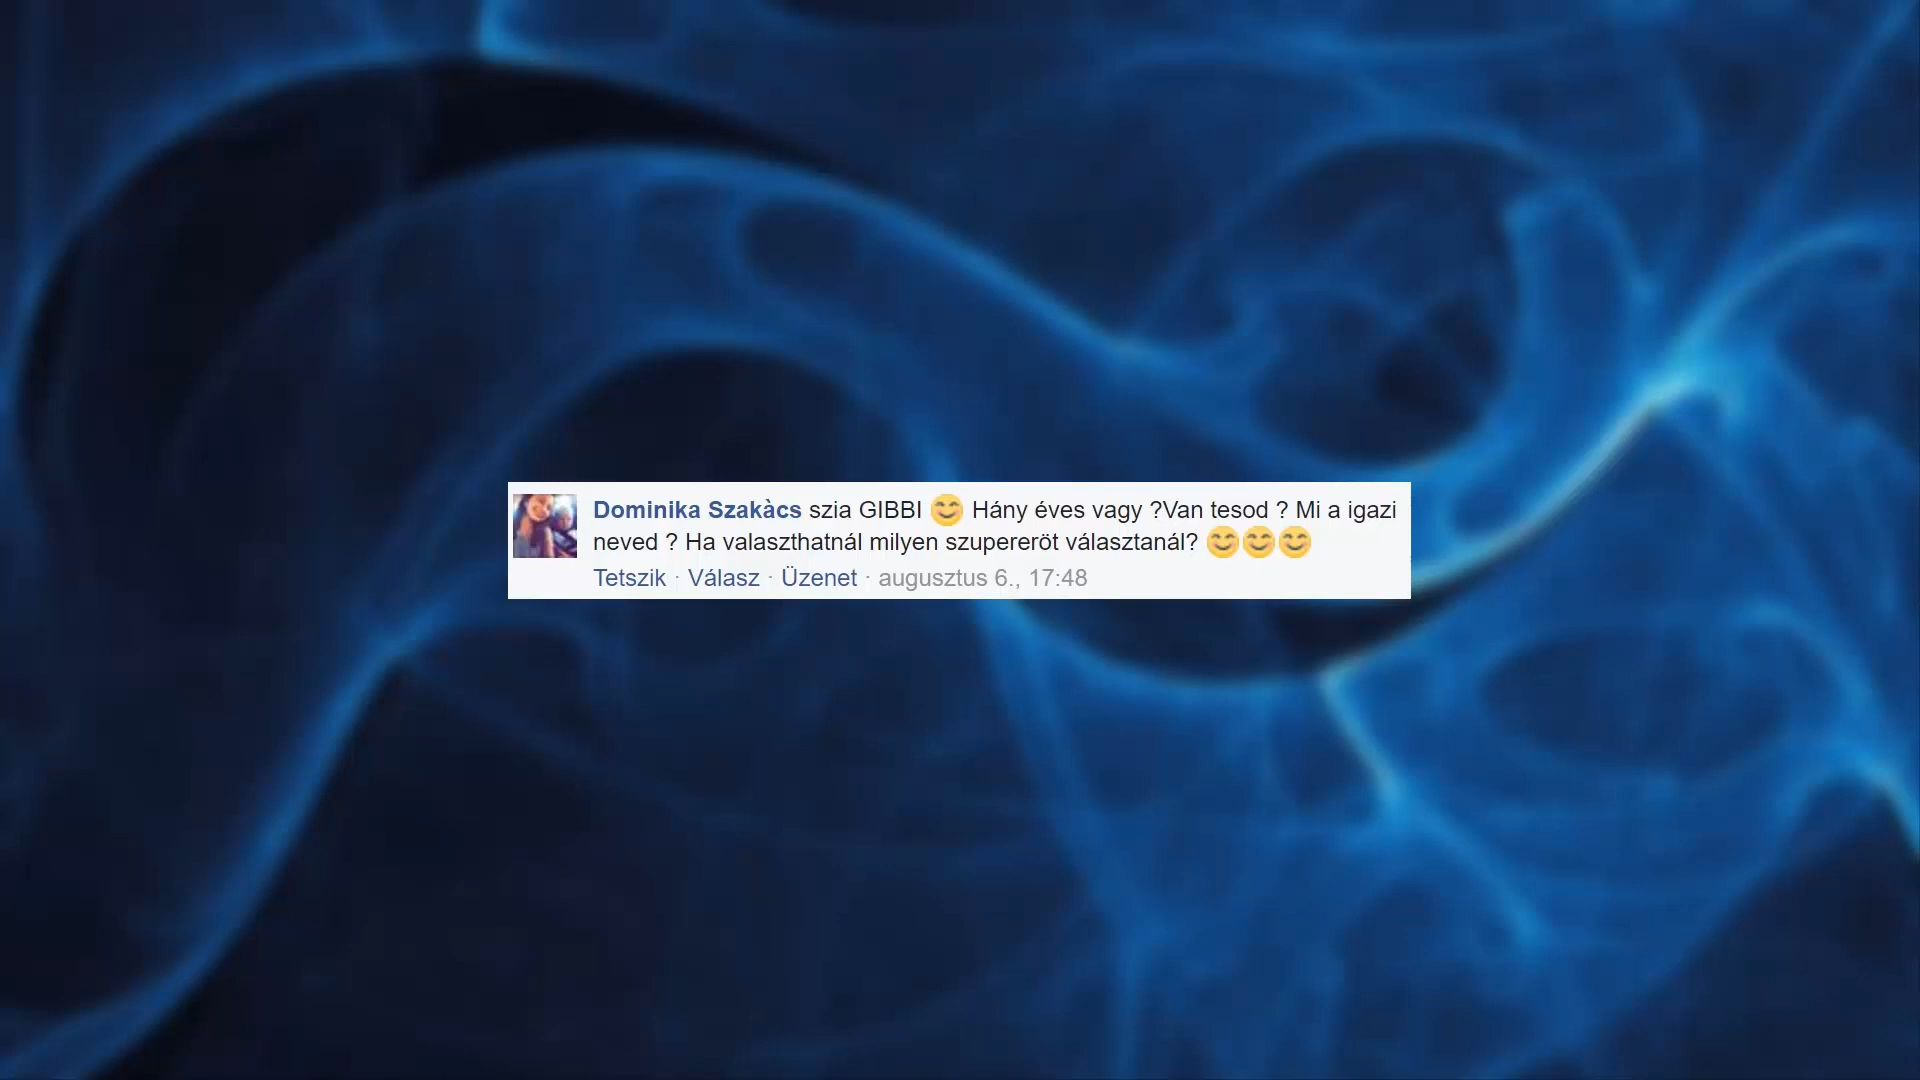 Dominika Szakàcs szia GIBBI 😊 Hány éves vagy ?Van tesod ? Mi a igazi
neved ? Ha valaszthatnál milyen szupereröt választanál? 😊😊😊
Tetszik · Válasz · Üzenet · augusztus 6., 17:48